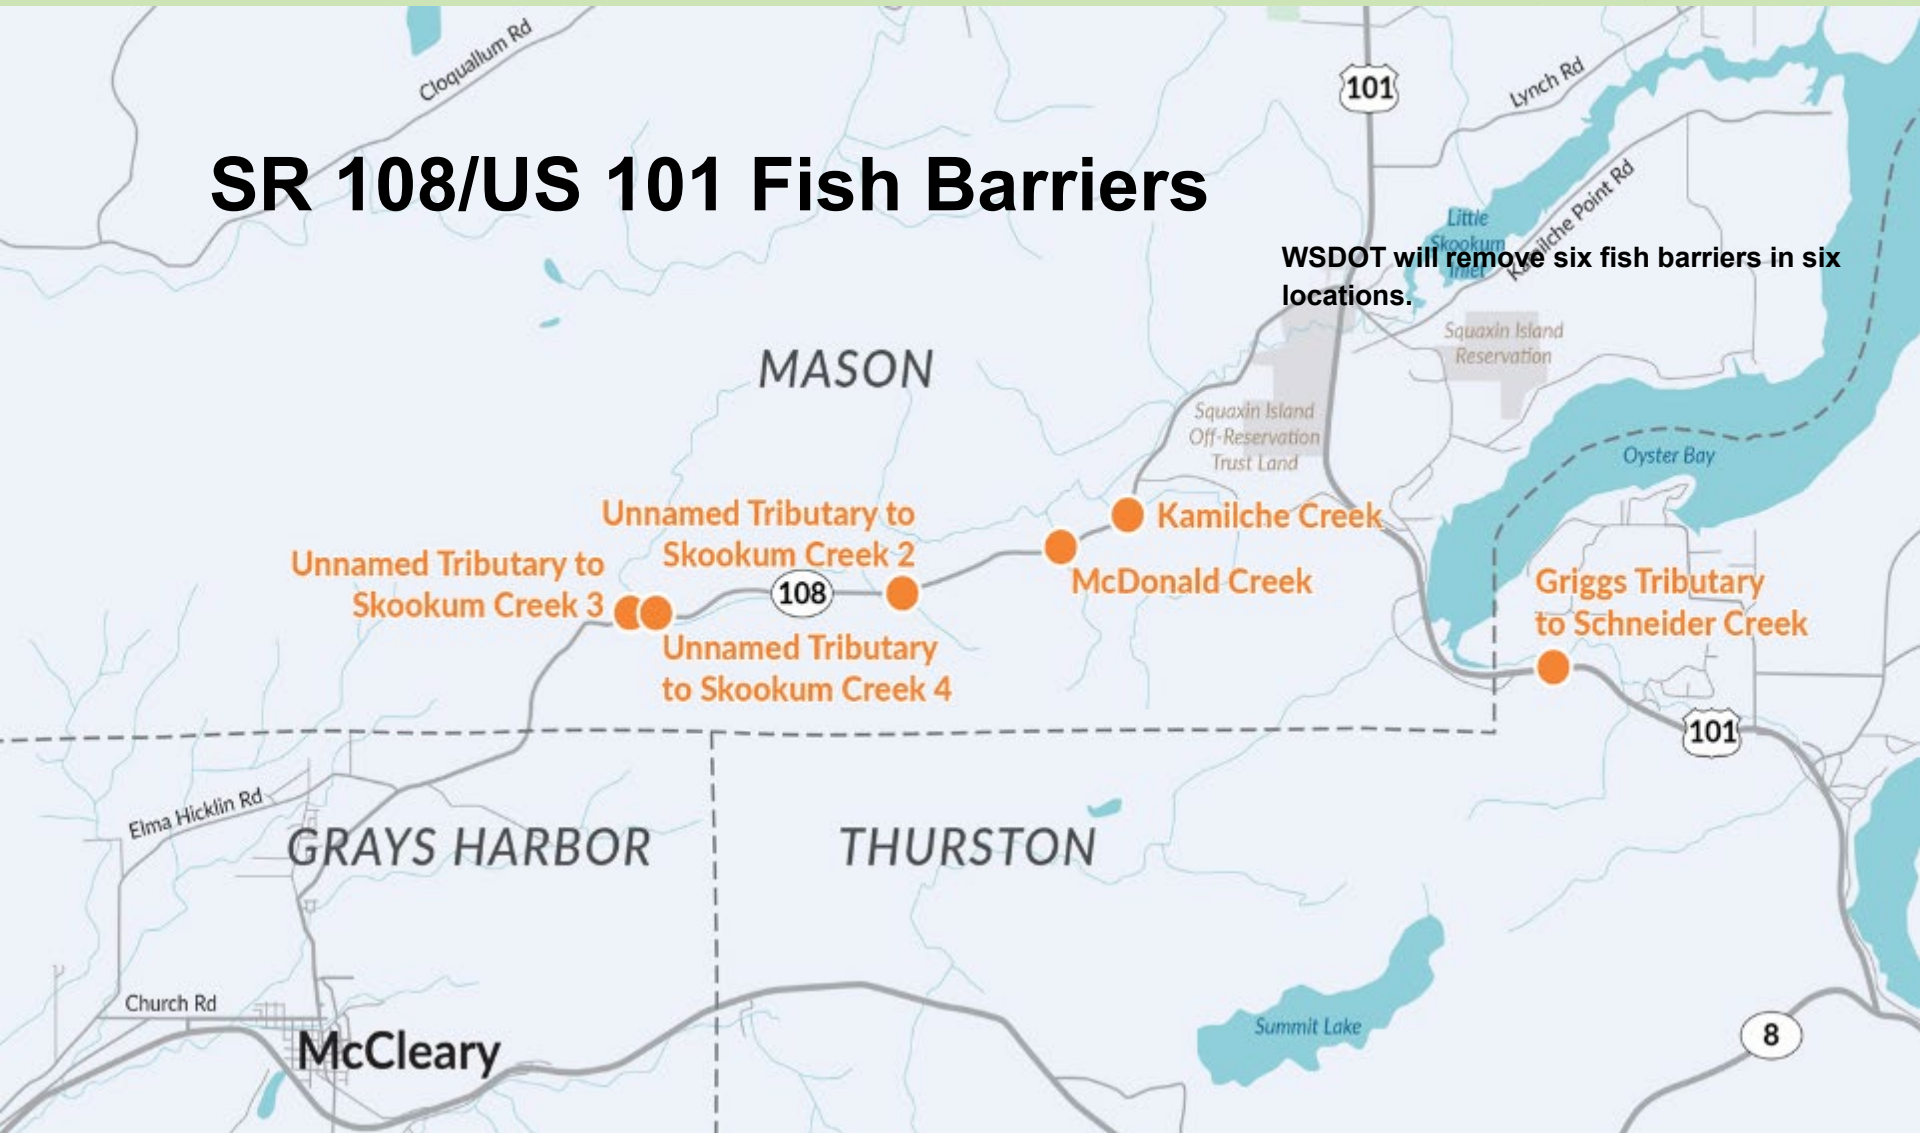 Cloquallum Rd
101
Lynch Rd
SR 108/US 101 Fish Barriers
Kamilche Point Rd
Little
Skookum
Inlet
WSDOT will remove six fish barriers in six
locations.
Squaxin Island
Reservation
MASON
Squaxin Island
Off-Reservation
Trust Land
Oyster Bay
Unnamed Tributary to
Skookum Creek 2
Kamilche Creek
Unnamed Tributary to
Skookum Creek 3
108
McDonald Creek
Griggs Tributary
to Schneider Creek
Unnamed Tributary
to Skookum Creek 4
101
Elma Hicklin Rd
GRAYS HARBOR
THURSTON
Church Rd
McCleary
Summit Lake
8